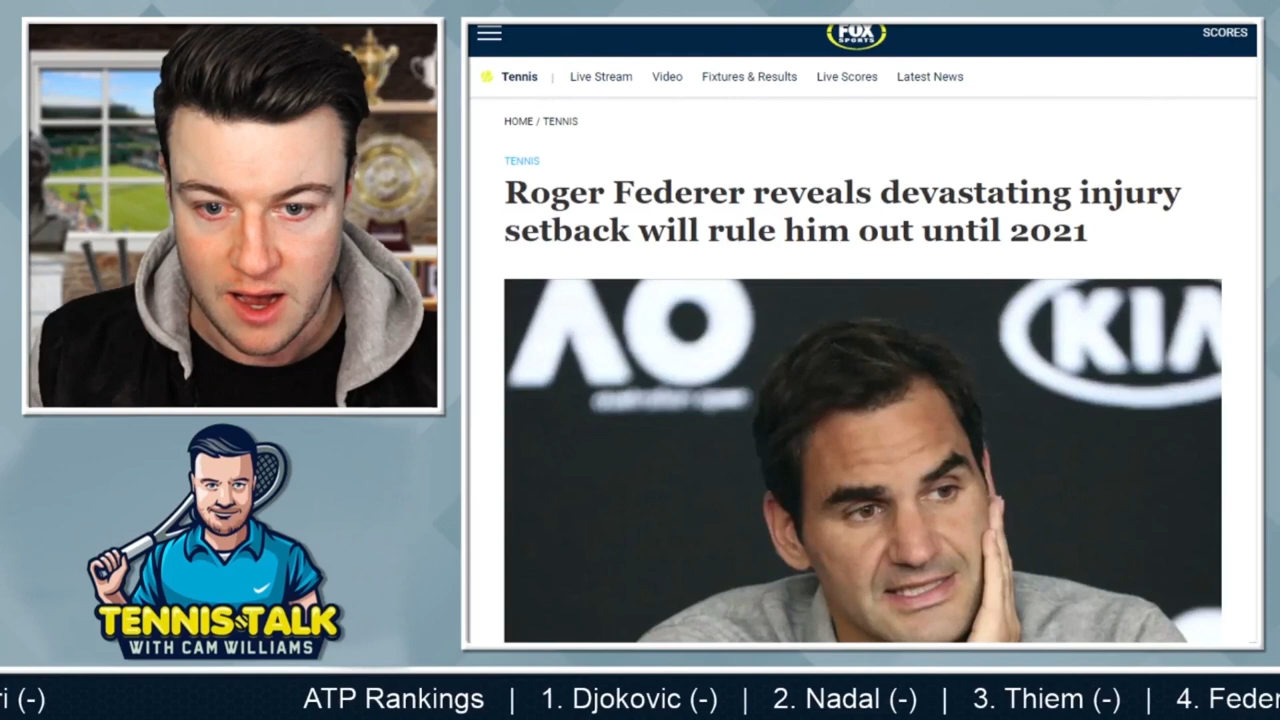 FOX
SPORTS
SCORES
Tennis | Live Stream Video Fixtures & Results Live Scores Latest News
HOME / TENNIS
TENNIS
Roger Federer reveals devastating injury
setback will rule him out until 2021
AO
KIA
TENNIS TALK
WITH CAM WILLIAMS
ri (-) ATP Rankings | 1. Djokovic (-) | 2. Nadal (-) | 3. Thiem (-) | 4. Feder